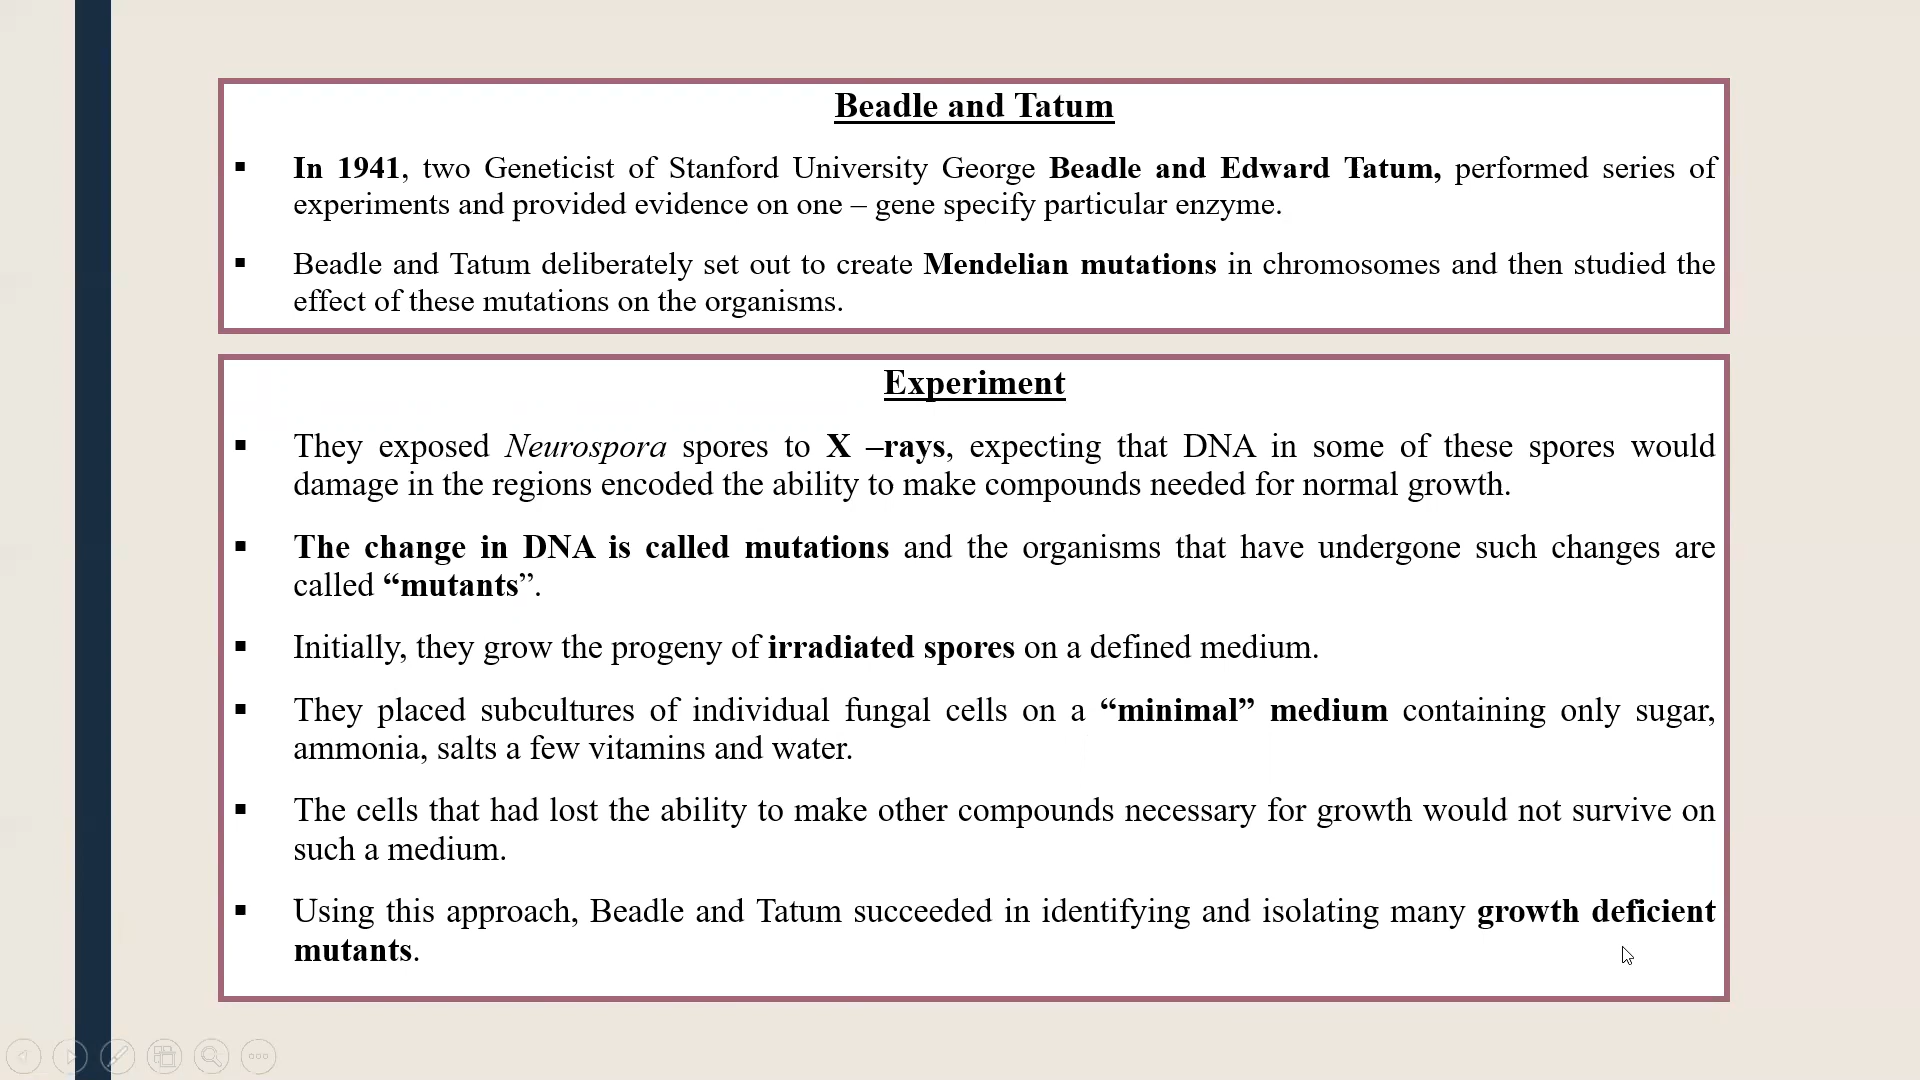 Beadle and Tatum
▪ In 1941, two Geneticist of Stanford University George Beadle and Edward Tatum, performed series of
experiments and provided evidence on one – gene specify particular enzyme.
▪ Beadle and Tatum deliberately set out to create Mendelian mutations in chromosomes and then studied the
effect of these mutations on the organisms.
Experiment
▪ They exposed Neurospora spores to X –rays, expecting that DNA in some of these spores would
damage in the regions encoded the ability to make compounds needed for normal growth.
▪ The change in DNA is called mutations and the organisms that have undergone such changes are
called “mutants”.
▪ Initially, they grow the progeny of irradiated spores on a defined medium.
▪ They placed subcultures of individual fungal cells on a “minimal” medium containing only sugar,
ammonia, salts a few vitamins and water.
▪ The cells that had lost the ability to make other compounds necessary for growth would not survive on
such a medium.
▪ Using this approach, Beadle and Tatum succeeded in identifying and isolating many growth deficient
mutants.